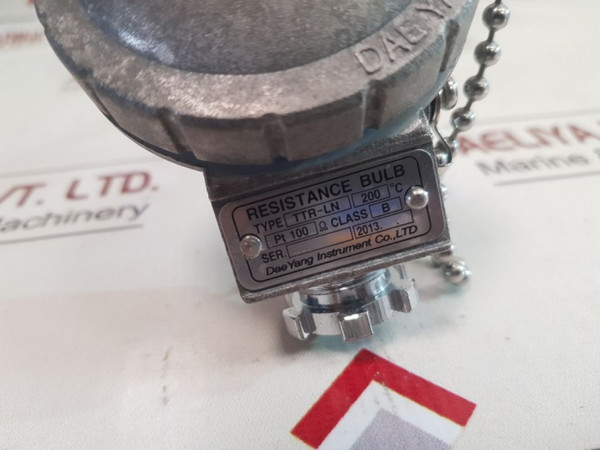 DAEYA
RESISTANCE BULB
TYPE TTR-LN 200 °C
Pt 100 Ω CLASS B
SER. 2013.
DaeYang Instrument Co.,LTD
VT. LTD.
achinery
AELIYA
Marine